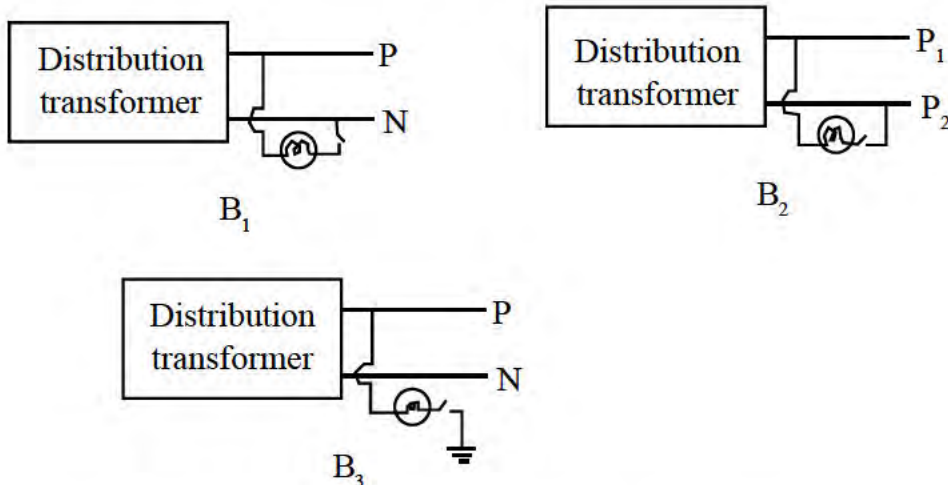 Distribution
transformer
P
N
B₁
Distribution
transformer
P₁
P₂
B₂
Distribution
transformer
P
N
B₃